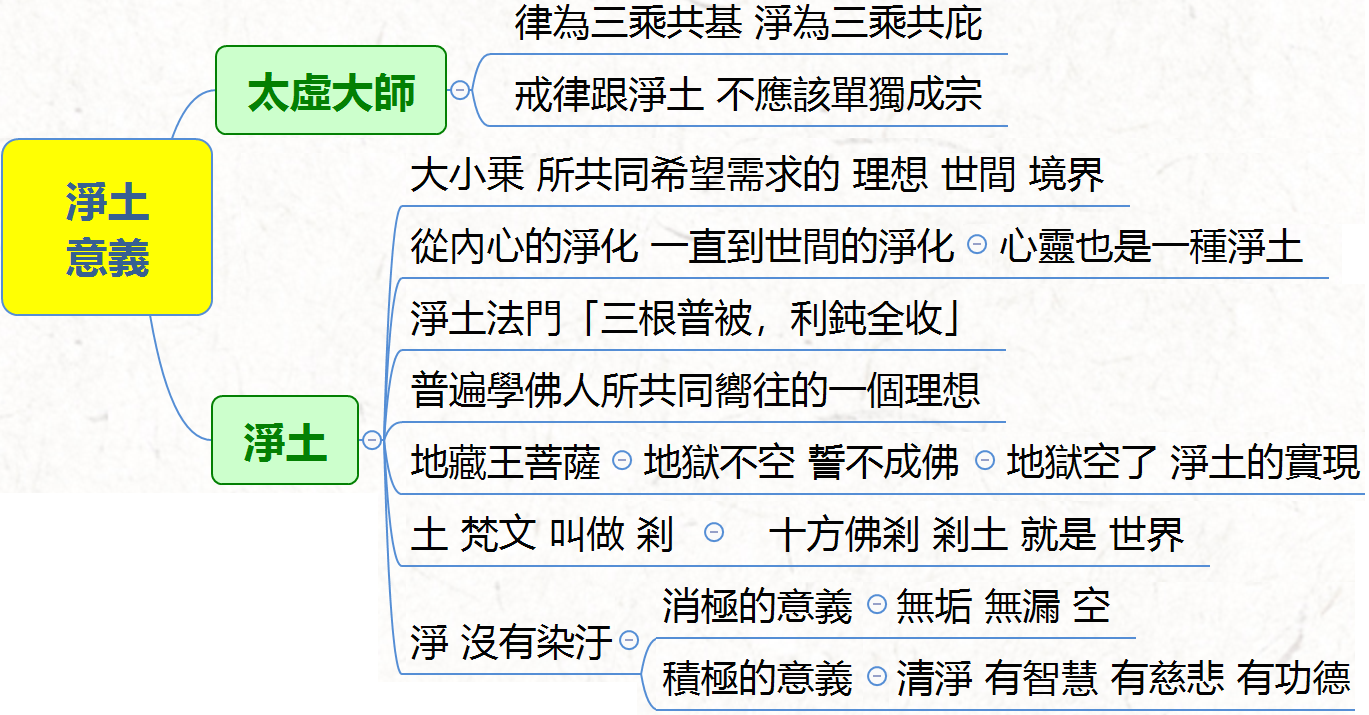 淨土
意義
太虛大師
律為三乘共基 淨為三乘共庇
戒律跟淨土 不應該單獨成宗
淨土
大小乗 所共同希望需求的 理想 世間 境界
從內心的淨化 一直到世間的淨化 心靈也是一種淨土
淨土法門「三根普被，利鈍全收」
普遍學佛人所共同嚮往的一個理想
地藏王菩薩 地獄不空 誓不成佛 地獄空了 淨土的實現
土 梵文 叫做 剎 十方佛剎 剎土 就是 世界
淨 沒有染汙
消極的意義 無垢 無漏 空
積極的意義 清淨 有智慧 有慈悲 有功德